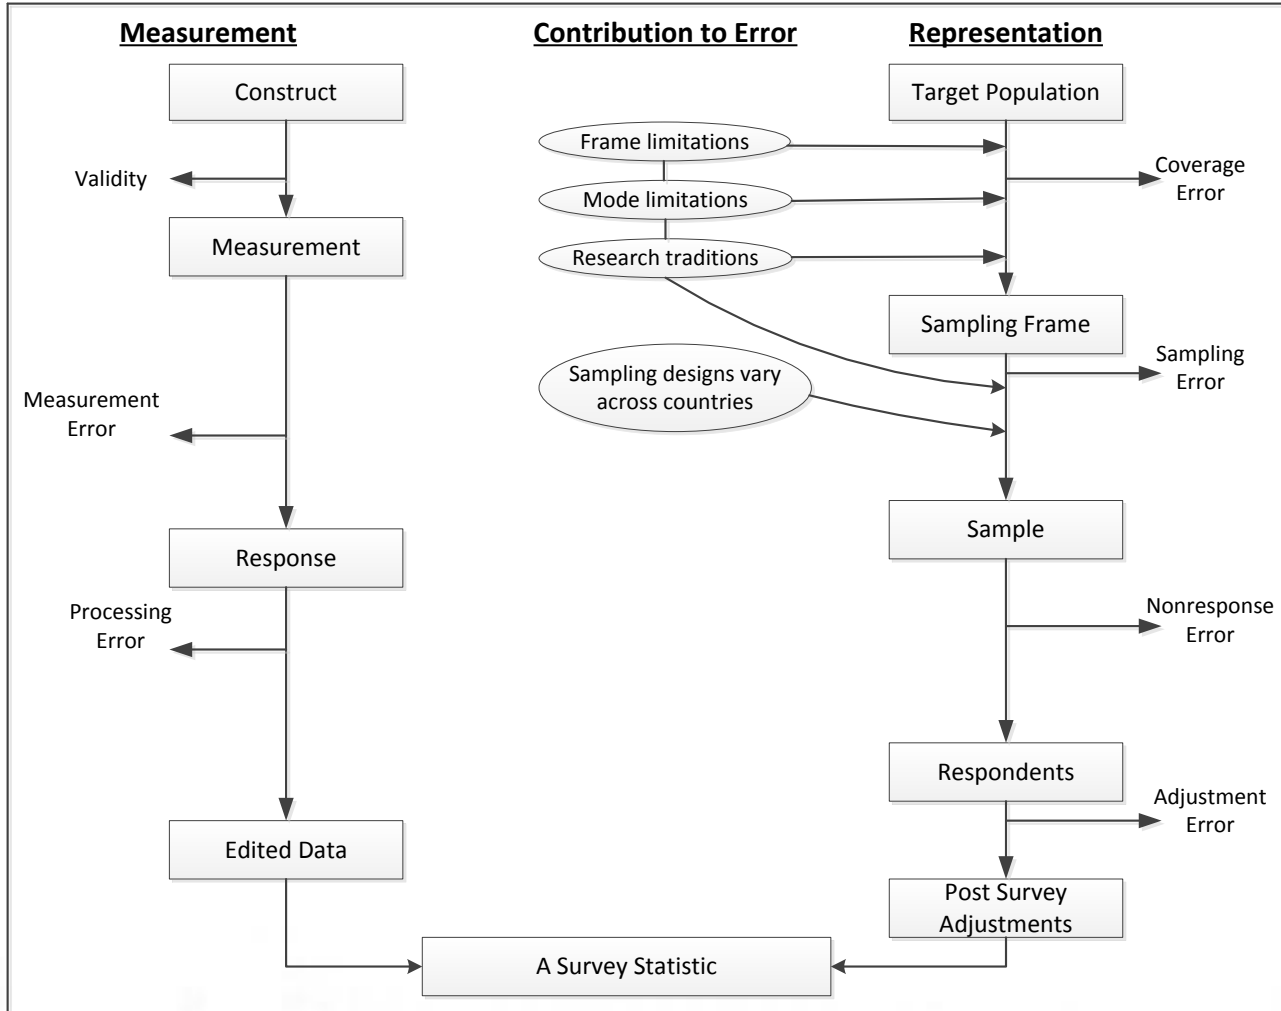 Measurement
Contribution to Error
Representation
Construct
Target Population
Frame limitations
Validity
Coverage
Error
Mode limitations
Measurement
Research traditions
Sampling Frame
Sampling
Error
Sampling designs vary
across countries
Measurement
Error
Sample
Response
Processing
Error
Nonresponse
Error
Respondents
Adjustment
Error
Edited Data
Post Survey
Adjustments
A Survey Statistic